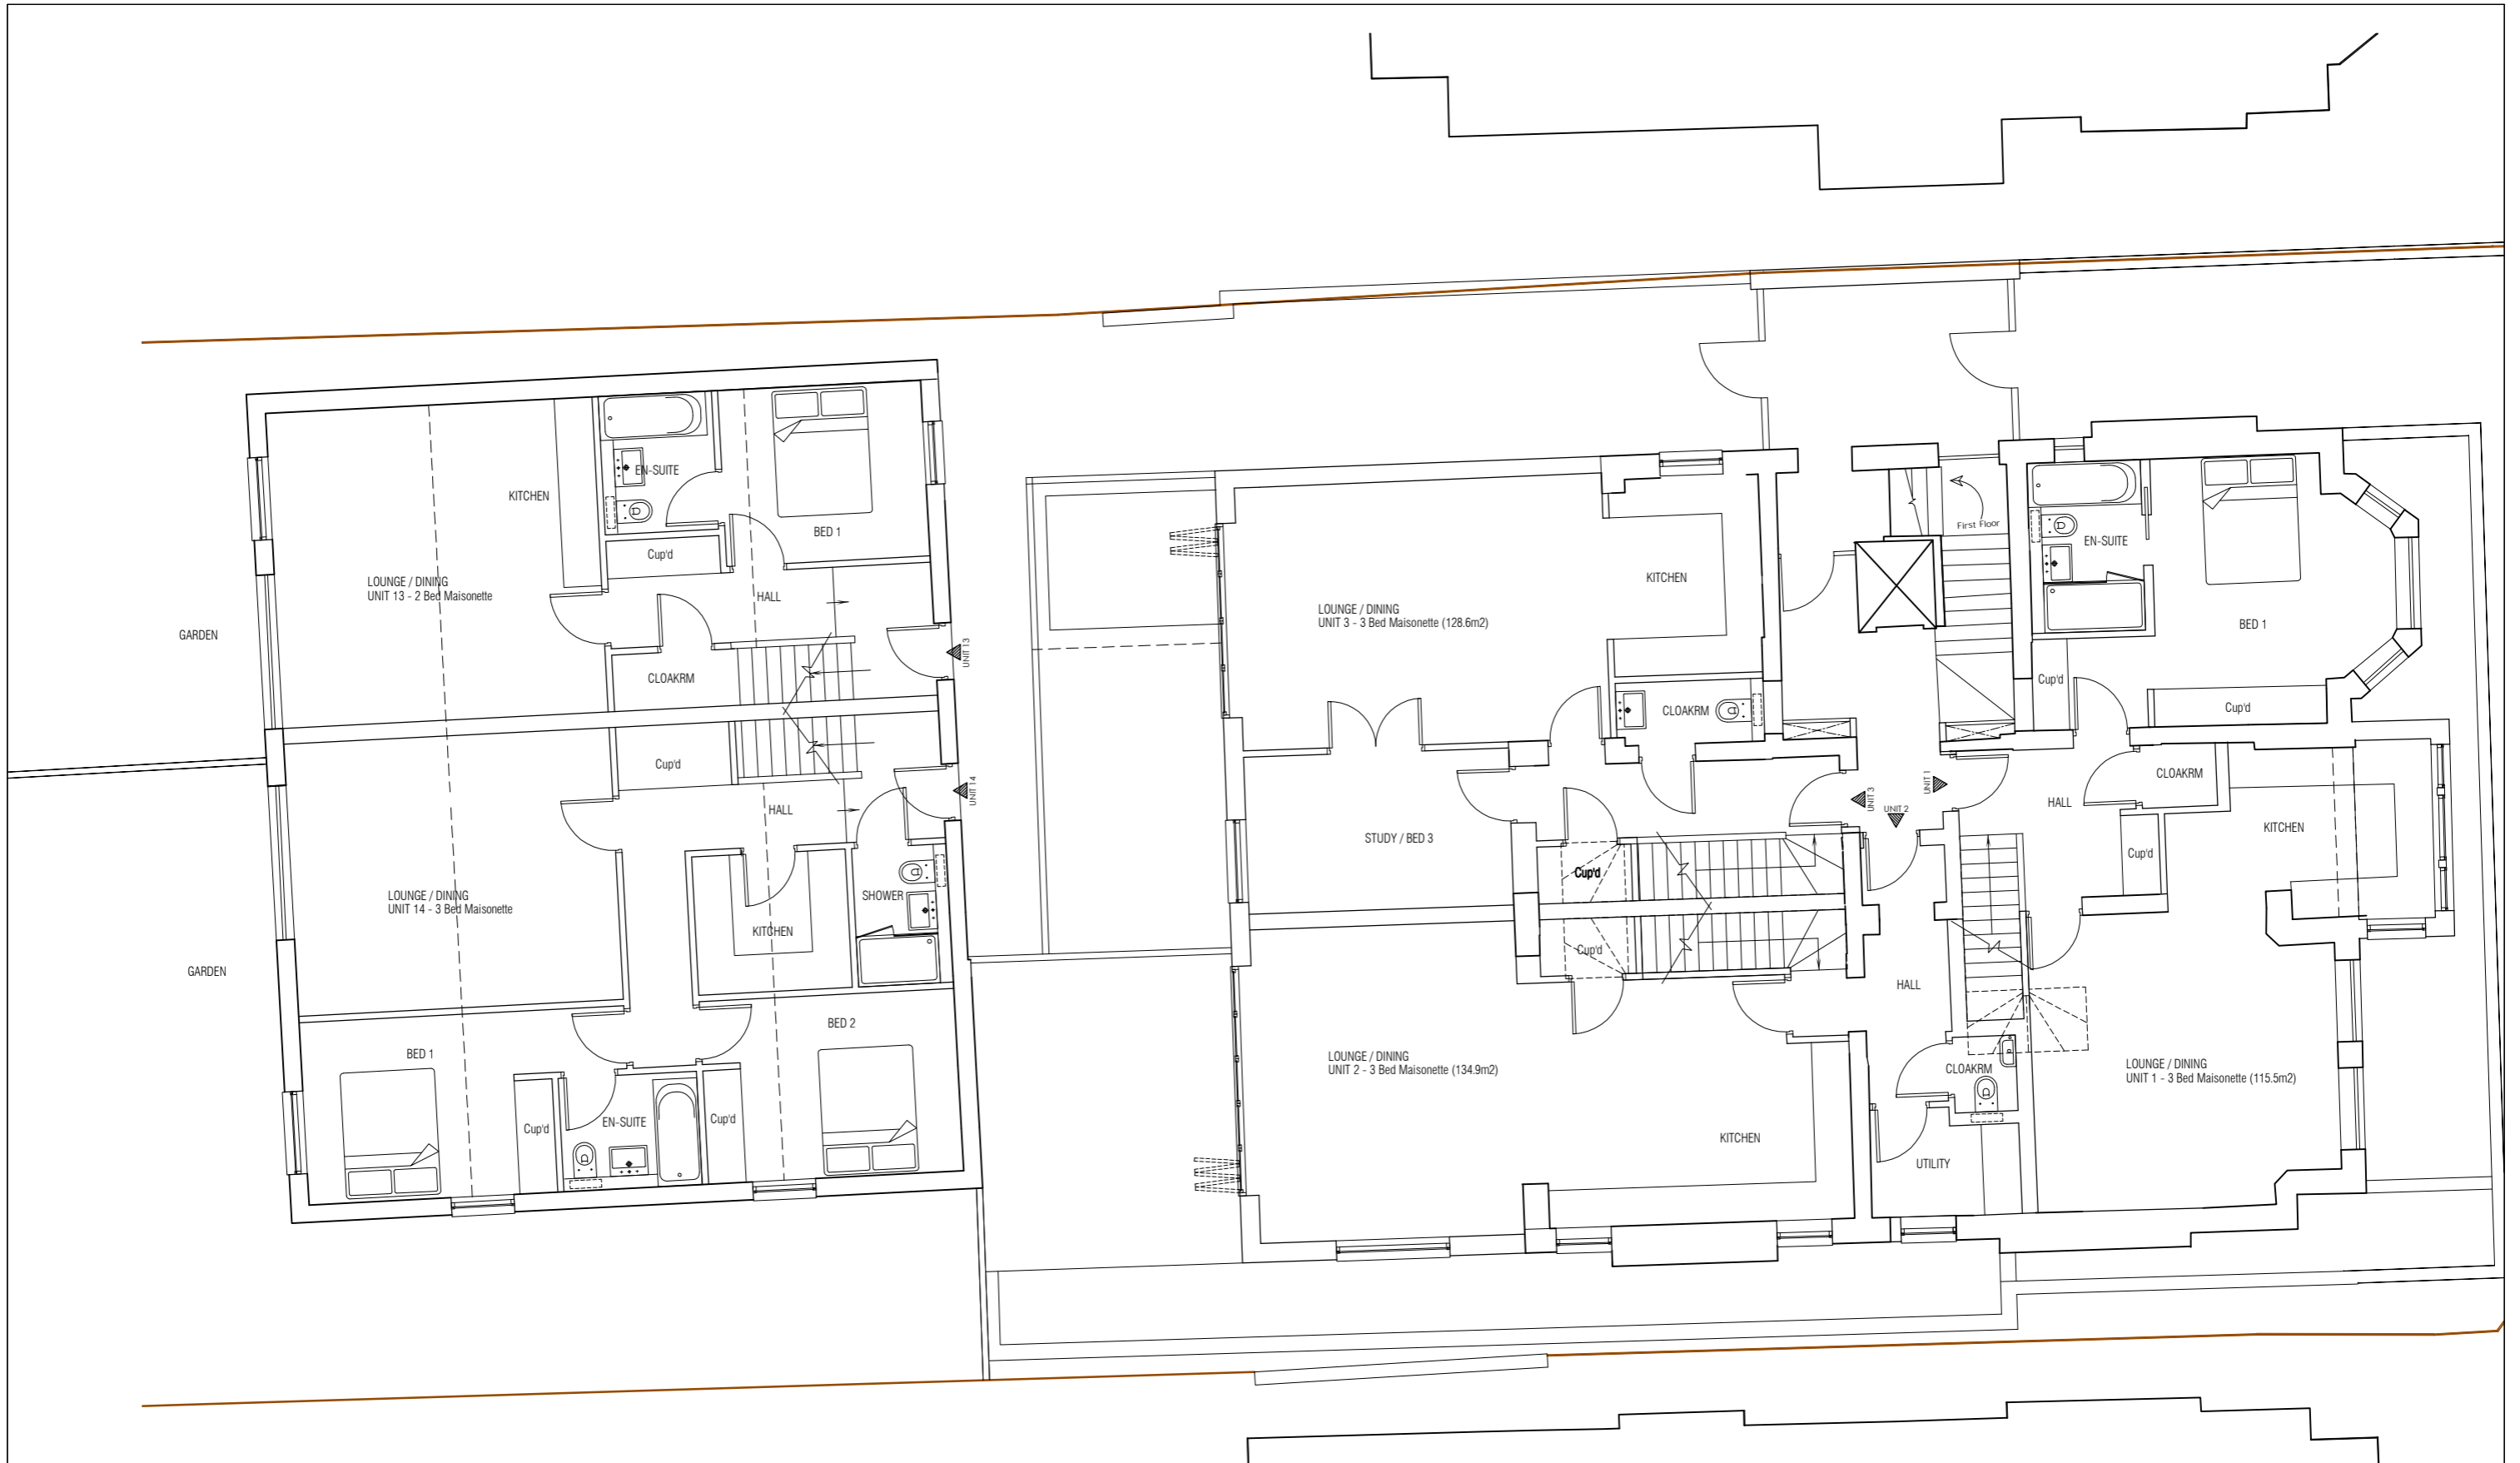 EN-SUITE
KITCHEN
BED 1
Cup'd
LOUNGE / DINING
UNIT 13 - 2 Bed Maisonette
HALL
GARDEN
CLOAKRM
UNIT 13
Cup'd
HALL
UNIT 14
LOUNGE / DINING
UNIT 14 - 3 Bed Maisonette
SHOWER
KITCHEN
GARDEN
BED 1
BED 2
Cup'd
EN-SUITE
Cup'd
First Floor
KITCHEN
LOUNGE / DINING
UNIT 3 - 3 Bed Maisonette (128.6m2)
CLOAKRM
STUDY / BED 3
Cup'd
UNIT 3
UNIT 1
UNIT 2
Cup'd
HALL
LOUNGE / DINING
UNIT 2 - 3 Bed Maisonette (134.9m2)
KITCHEN
CLOAKRM
UTILITY
EN-SUITE
BED 1
Cup'd
Cup'd
CLOAKRM
HALL
KITCHEN
Cup'd
LOUNGE / DINING
UNIT 1 - 3 Bed Maisonette (115.5m2)